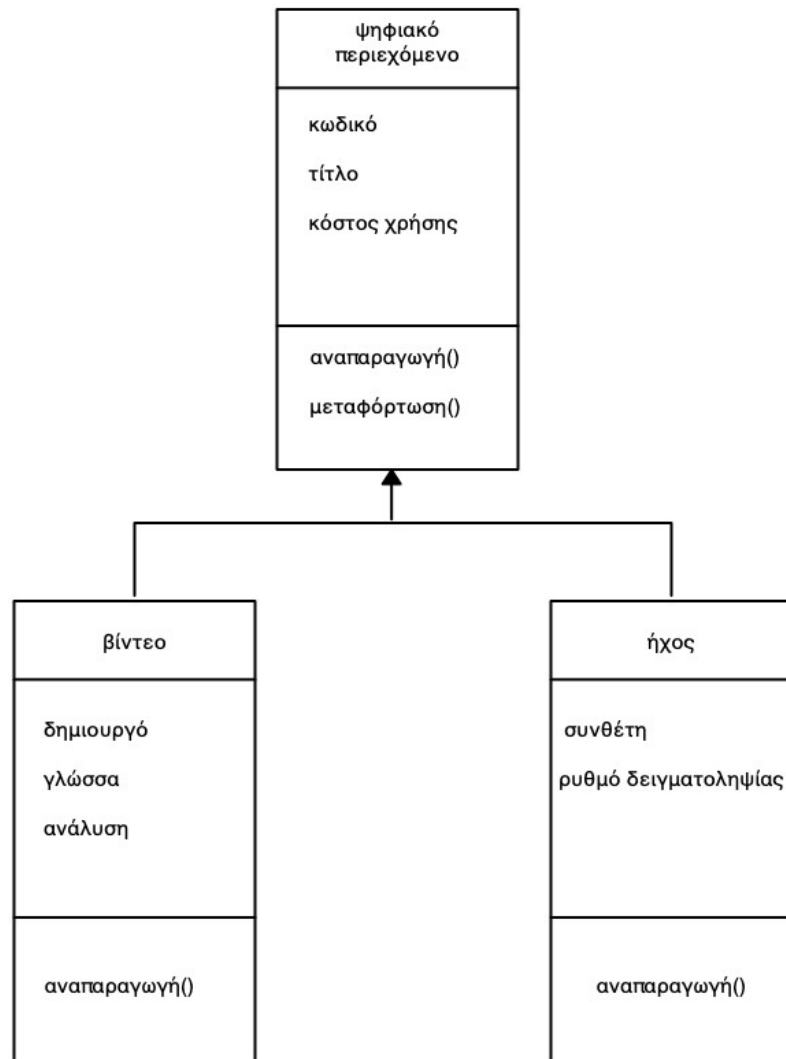 ψηφιακό
περιεχόμενο
κωδικό
τίτλο
κόστος χρήσης
αναπαραγωγή()
μεταφόρτωση()
βίντεο
δημιουργό
γλώσσα
ανάλυση
αναπαραγωγή()
ήχος
συνθέτη
ρυθμό δειγματοληψίας
αναπαραγωγή()